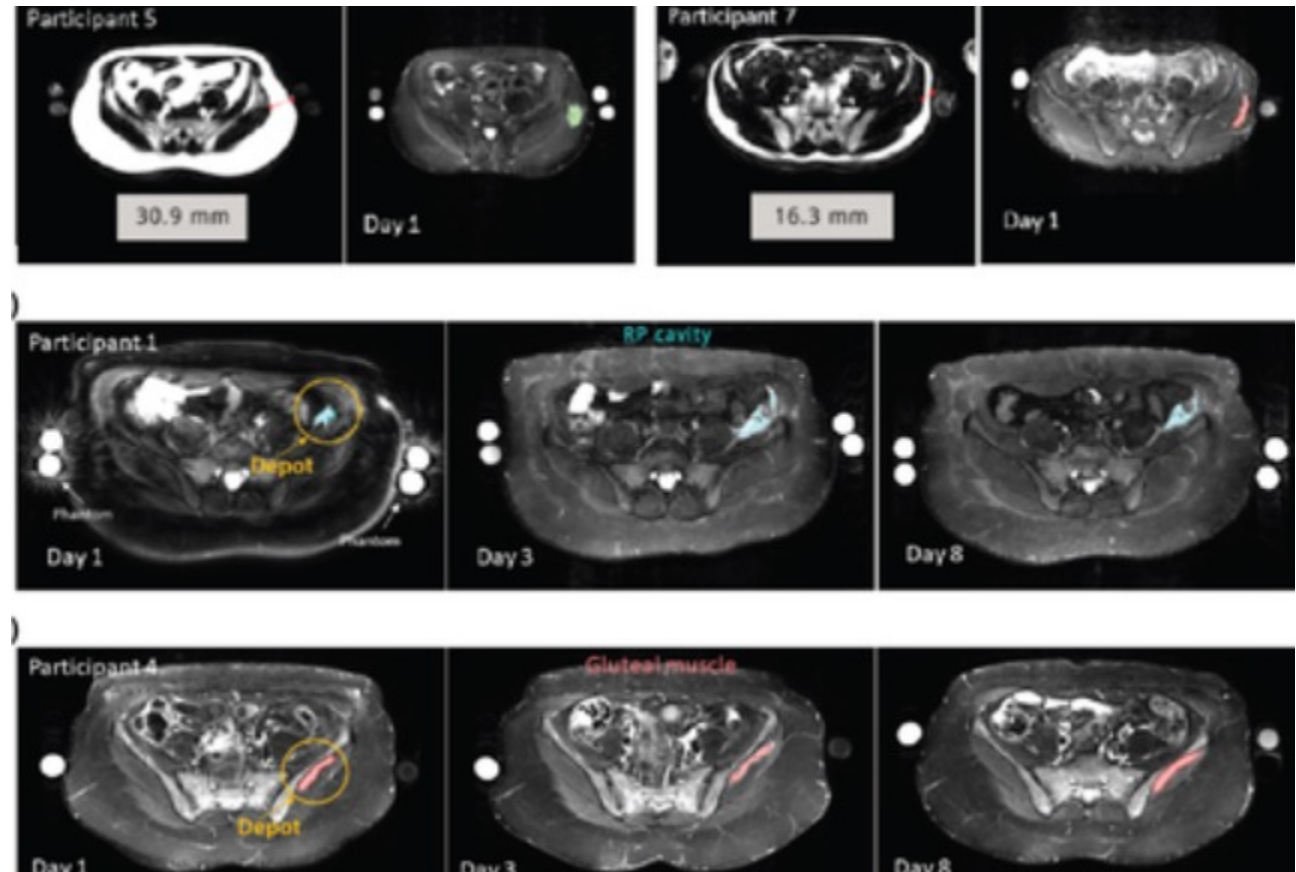 Participant 5
30.9 mm
Day 1
Participant 7
16.3 mm
Day 1
)
Participant 1
Depot
Phantom
Phantom
Day 1
RP cavity
Day 3
Day 8
)
Participant 4
Depot
Day 1
Gluteal muscle
Day 3
Day 8